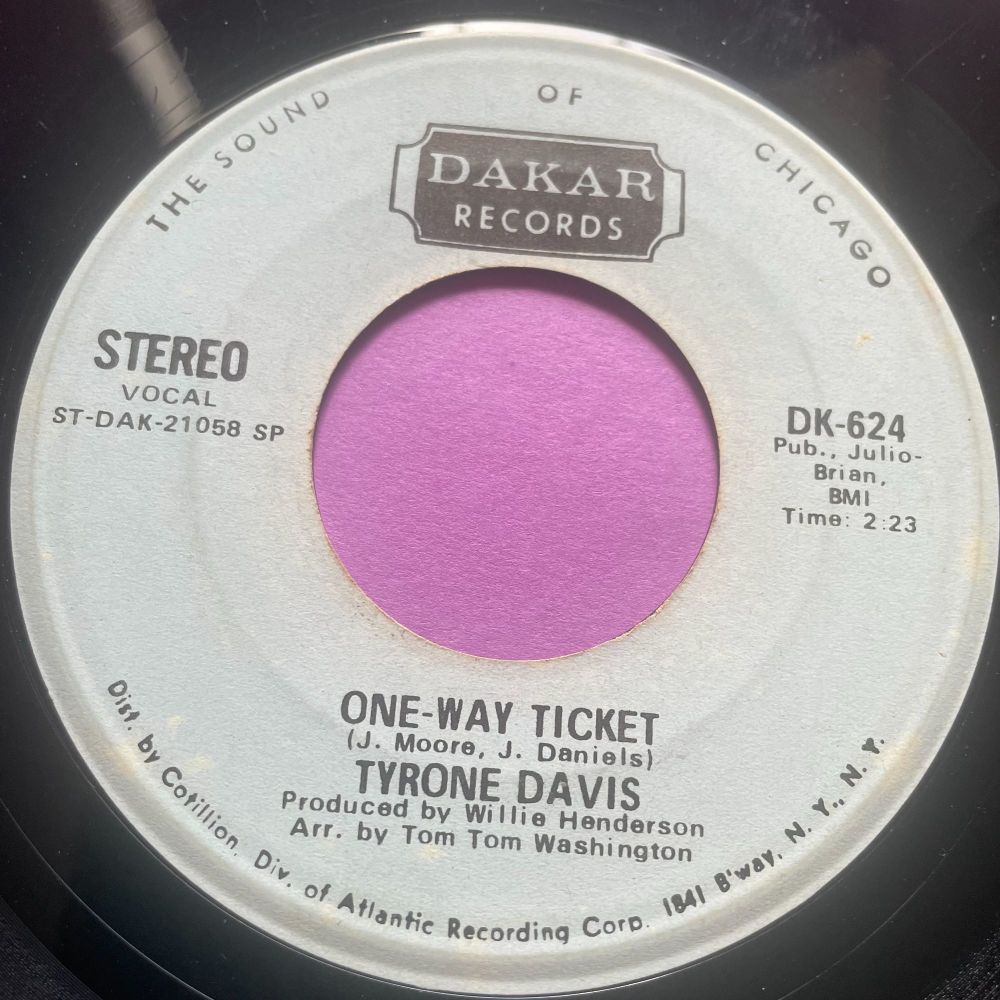 THE SOUND OF CHICAGO
DAKAR
RECORDS
STEREO
VOCAL
ST-DAK-21058 SP
DK-624
Pub., Julio-
Brian,
BMI
Time: 2:23
ONE-WAY TICKET
(J. Moore, J. Daniels)
TYRONE DAVIS
Produced by Willie Henderson
Arr. by Tom Tom Washington
Dist. by Cotillion, Div. of Atlantic Recording Corp. 1841 B'way, N. Y., N. Y.